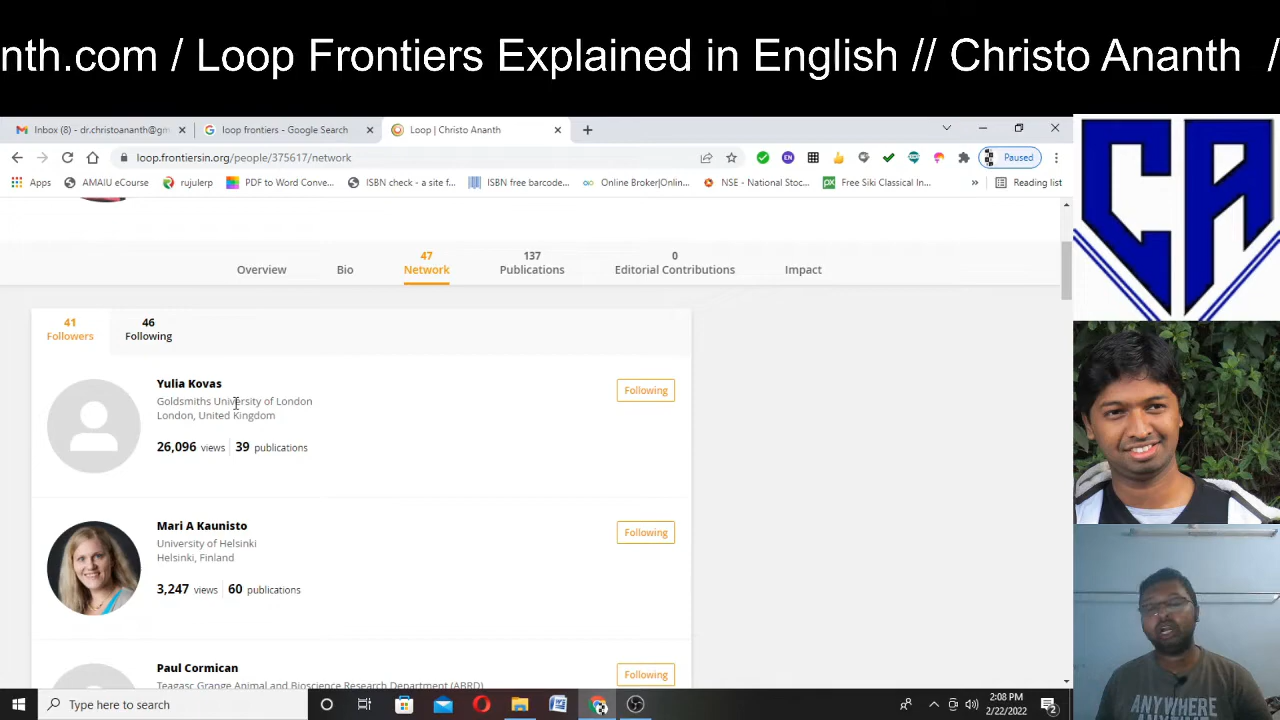 nth.com / Loop Frontiers Explained in English // Christo Ananth /
Inbox (8) - dr.christoananth@gm
loop frontiers - Google Search
Loop | Christo Ananth
loop.frontiersin.org/people/375617/network
Paused
Apps
AMAIU eCourse
rujulerp
PDF to Word Conve...
ISBN check - a site f...
ISBN free barcode...
Online Broker|Onlin...
NSE - National Stoc...
Free Siki Classical In...
»
Reading list
47
137
0
Overview
Bio
Network
Publications
Editorial Contributions
Impact
41
46
Followers
Following
Yulia Kovas
Following
Goldsmiths University of London
London, United Kingdom
26,096 views 39 publications
Mari A Kaunisto
Following
University of Helsinki
Helsinki, Finland
3,247 views 60 publications
Paul Cormican
Following
Teagasc Grange Animal and Bioscience Research Department (ABRD)
CA
ANYWHERE
Type here to search
2:08 PM
2/22/2022
2